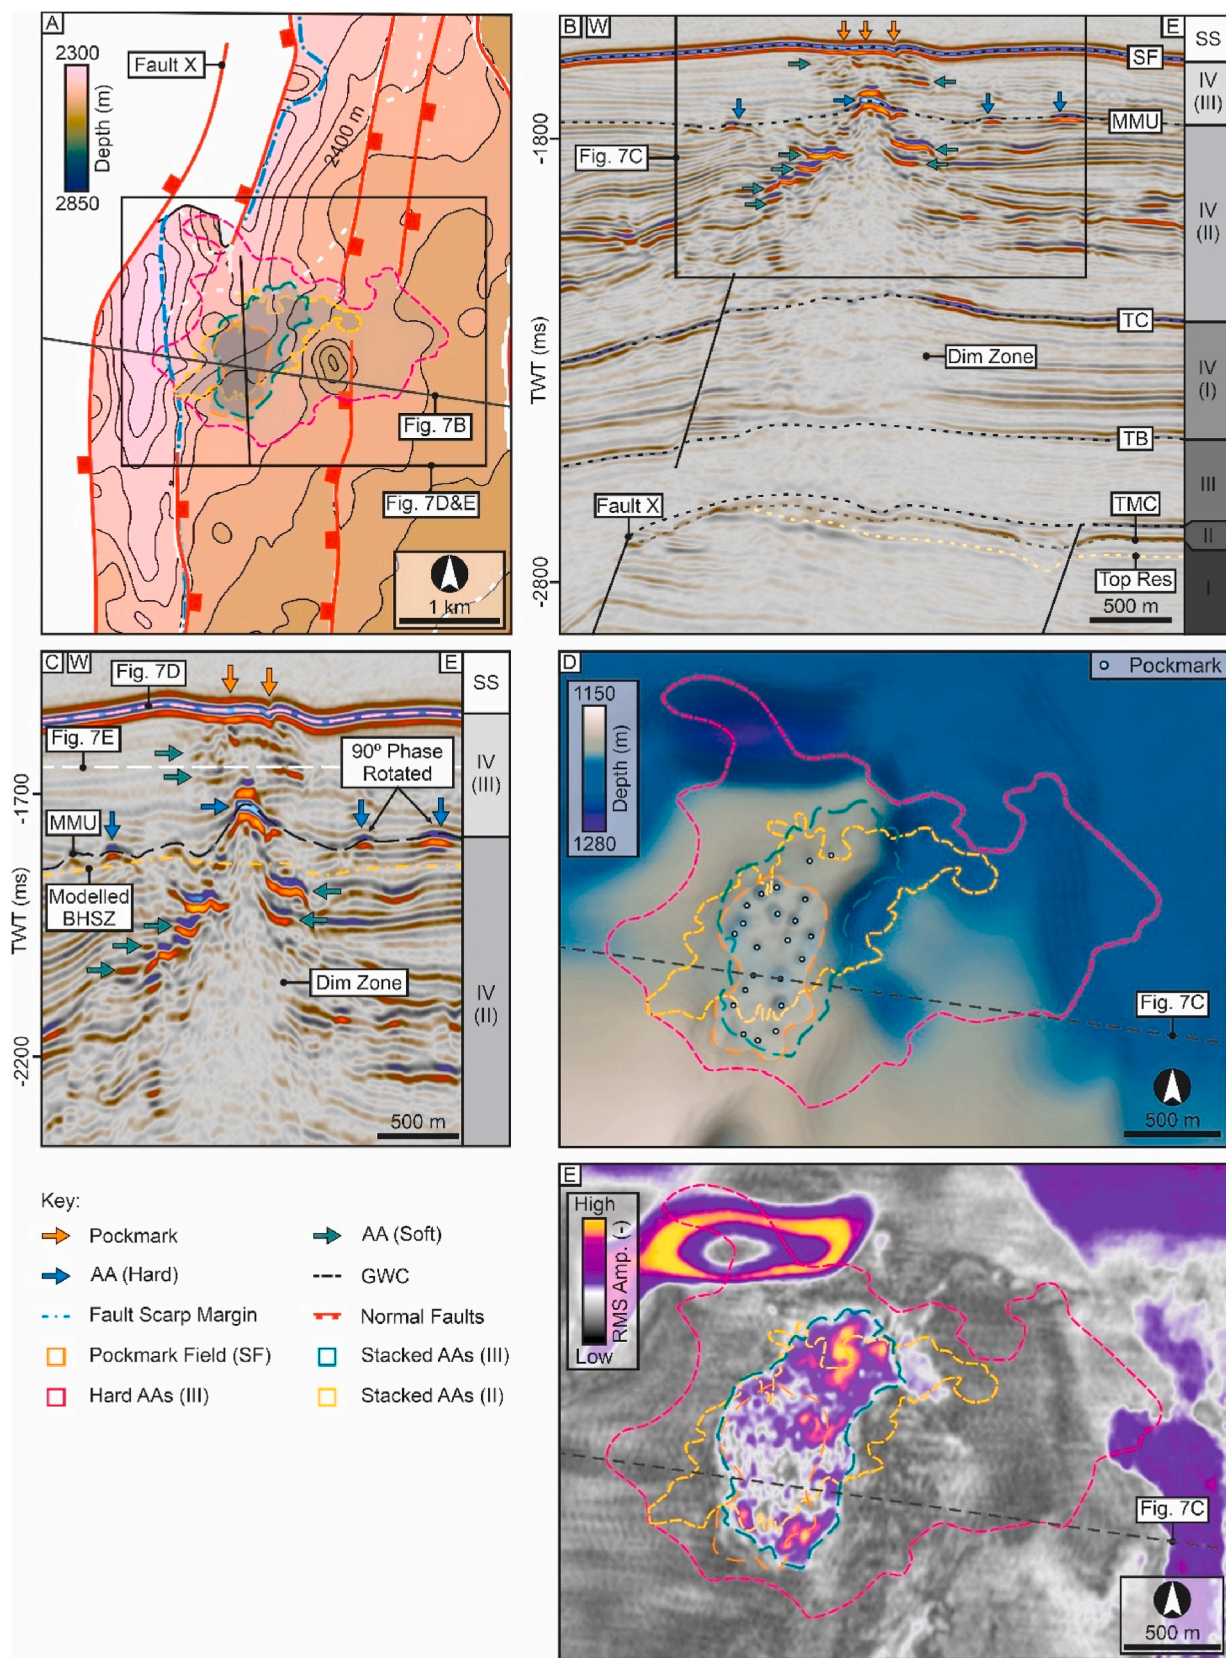 A
2300
Depth (m)
2850
Fault X
2400 m
Fig. 7B
Fig. 7D&E
1 km
B W
E
SS
SF
IV
(III)
MMU
-1800
Fig. 7C
IV
(II)
TC
TWT (ms)
Dim Zone
IV
(I)
TB
III
Fault X
TMC
II
-2800
Top Res
I
500 m
C W
E
Fig. 7D
SS
Fig. 7E
90º Phase
Rotated
IV
(III)
-1700
MMU
Modelled
BHSZ
TWT (ms)
Dim Zone
IV
(II)
-2200
500 m
D
Pockmark
1150
Depth (m)
1280
Fig. 7C
500 m
E
High
RMS Amp. (-)
Low
Fig. 7C
500 m
Key:
Pockmark
AA (Soft)
AA (Hard)
GWC
Fault Scarp Margin
Normal Faults
Pockmark Field (SF)
Stacked AAs (III)
Hard AAs (III)
Stacked AAs (II)